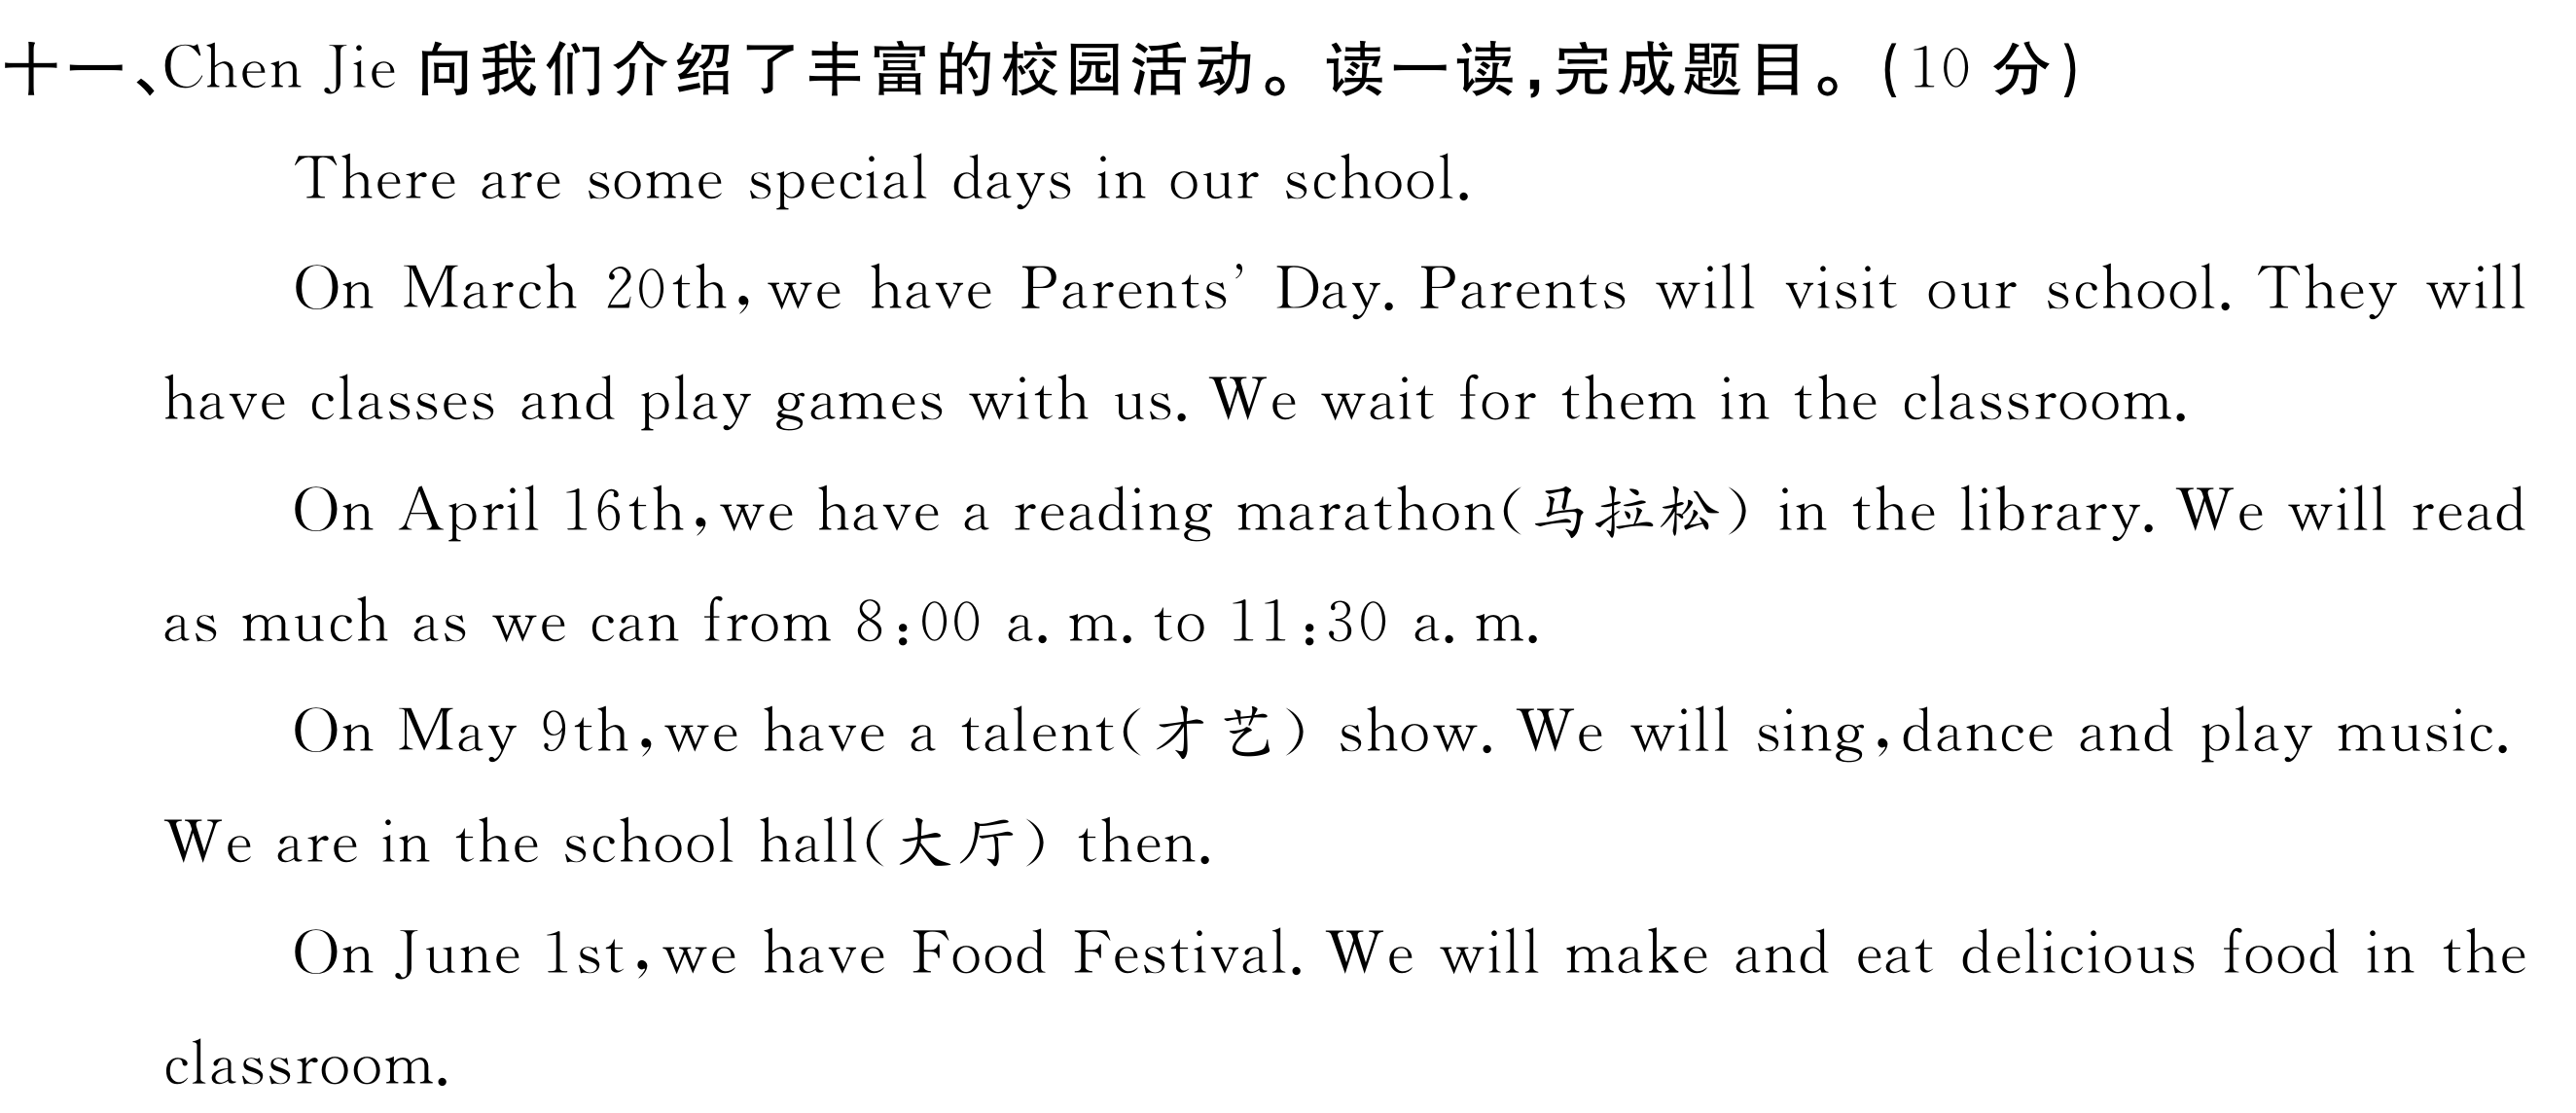 十一、Chen Jie 向我们介绍了丰富的校园活动。读一读,完成题目。(10 分)
There are some special days in our school.
On March 20th, we have Parents’ Day. Parents will visit our school. They will
have classes and play games with us. We wait for them in the classroom.
On April 16th, we have a reading marathon(马拉松) in the library. We will read
as much as we can from 8:00 a. m. to 11:30 a. m.
On May 9th, we have a talent(才艺) show. We will sing, dance and play music.
We are in the school hall(大厅) then.
On June 1st, we have Food Festival. We will make and eat delicious food in the
classroom.